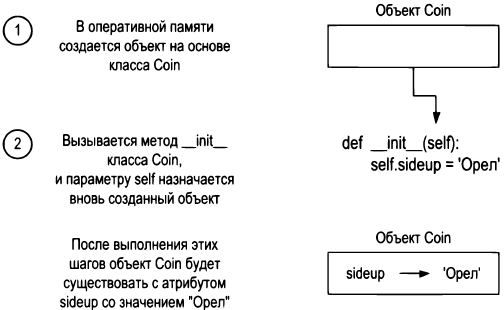 Объект Coin
1
В оперативной памяти
создается объект на основе
класса Coin
2
Вызывается метод __init__
класса Coin,
и параметру self назначается
вновь созданный объект
def __init__(self):
self.sideup = 'Орел'
После выполнения этих
шагов объект Coin будет
существовать с атрибутом
sideup со значением "Орел"
Объект Coin
sideup → 'Орел'